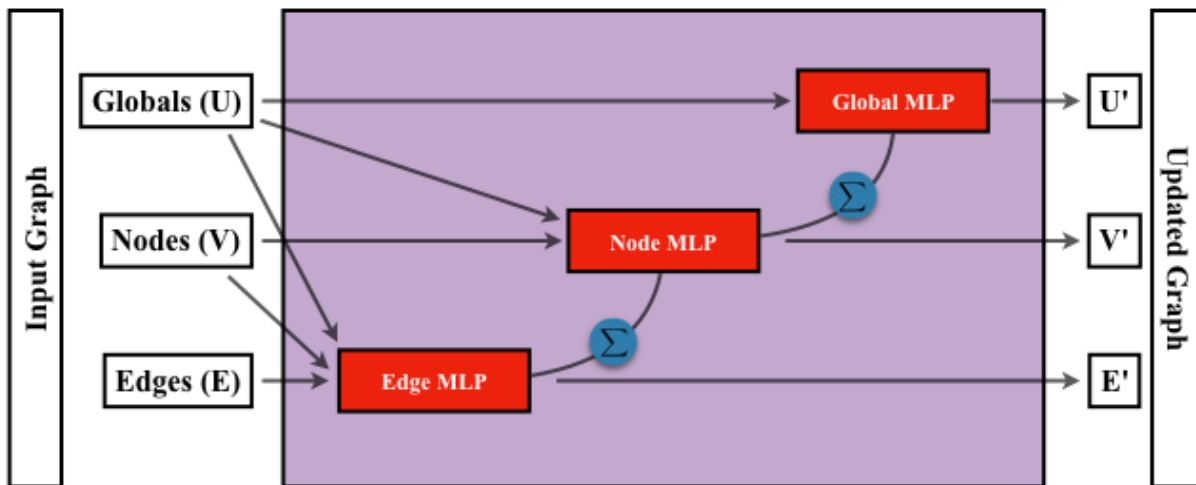 Input Graph
Globals (U)
Nodes (V)
Edges (E)
Global MLP
Σ
Node MLP
Σ
Edge MLP
U'
V'
E'
Updated Graph